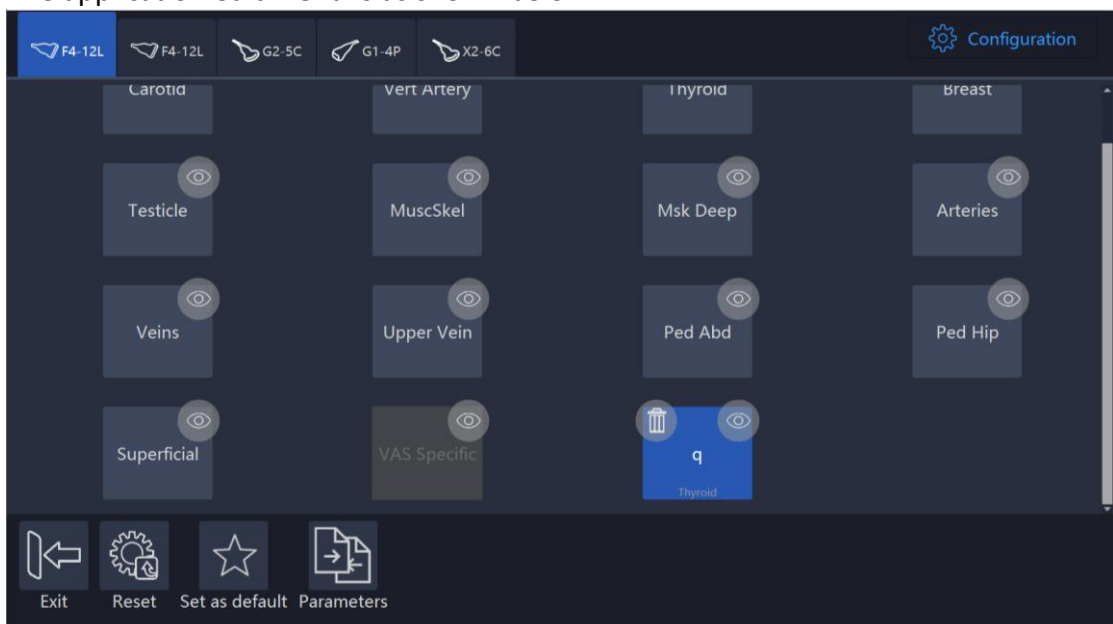 F4-12L F4-12L G2-5C G1-4P X2-6C Configuration
Carotid Vert Artery Thyroid Breast
Testicle MuscSkel Msk Deep Arteries
Veins Upper Vein Ped Abd Ped Hip
Superficial VAS Specific q
Thyroid
Exit Reset Set as default Parameters